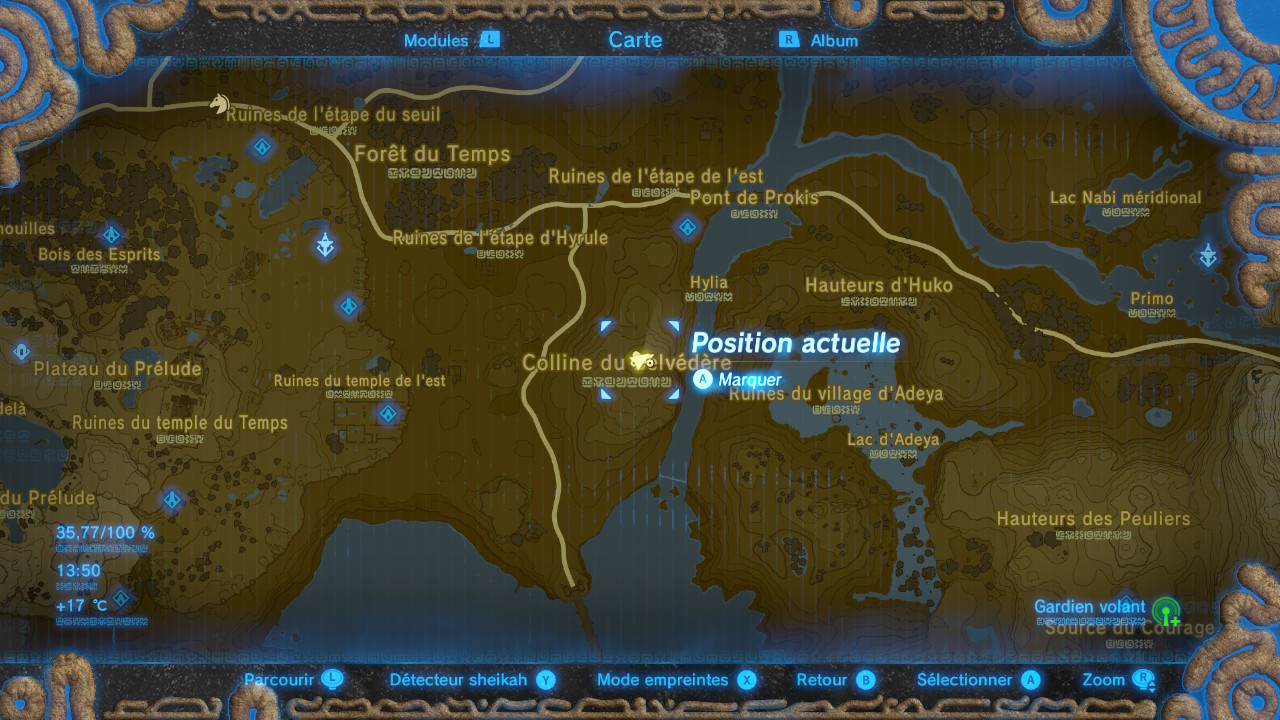 Modules L
Carte
R Album
Ruines de l'étape du seuil
Forêt du Temps
Ruines de l'étape de l'est
Pont de Prokis
Lac Nabi méridional
nouilles
Bois des Esprits
Ruines de l'étape d'Hyrule
Hylia
Hauteurs d'Huko
Primo
Position actuelle
Colline du Belvédère
A Marquer
Plateau du Prélude
Ruines du temple de l'est
Ruines du village d'Adeya
delà
Ruines du temple du Temps
Lac d'Adeya
du Prélude
Hauteurs des Peuliers
35,77/100 %
13:50
+17 °C
Gardien volant
Source du Courage
Parcourir L
Détecteur sheikah Y
Mode empreintes X
Retour B
Sélectionner A
Zoom R